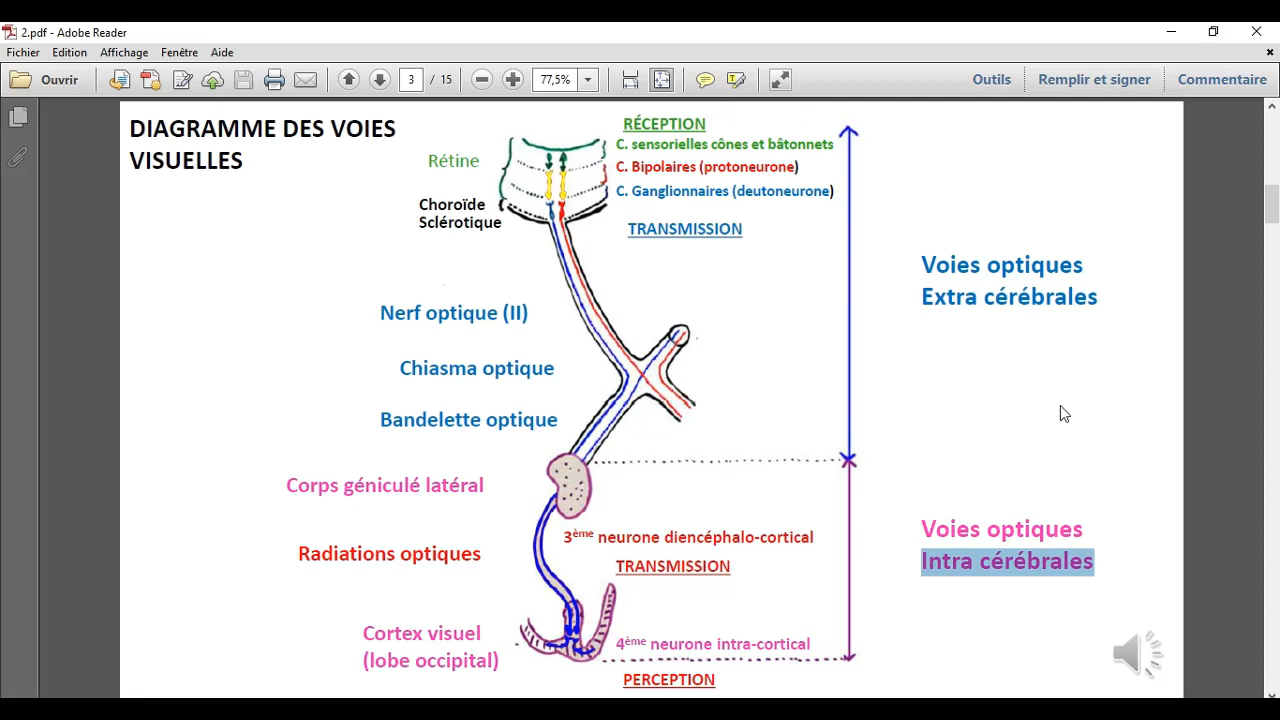 2.pdf - Adobe Reader
Fichier Edition Affichage Fenêtre Aide
Ouvrir
3 / 15
77,5%
Outils
Remplir et signer
Commentaire
DIAGRAMME DES VOIES
VISUELLES
RÉCEPTION
C. sensorielles cônes et bâtonnets
Rétine
C. Bipolaires (protoneurone)
C. Ganglionnaires (deutoneurone)
Choroïde
Sclérotique
TRANSMISSION
Voies optiques
Extra cérébrales
Nerf optique (II)
Chiasma optique
Bandelette optique
Corps géniculé latéral
3ème neurone diencéphalo-cortical
Voies optiques
Intra cérébrales
Radiations optiques
TRANSMISSION
Cortex visuel
(lobe occipital)
4ème neurone intra-cortical
PERCEPTION